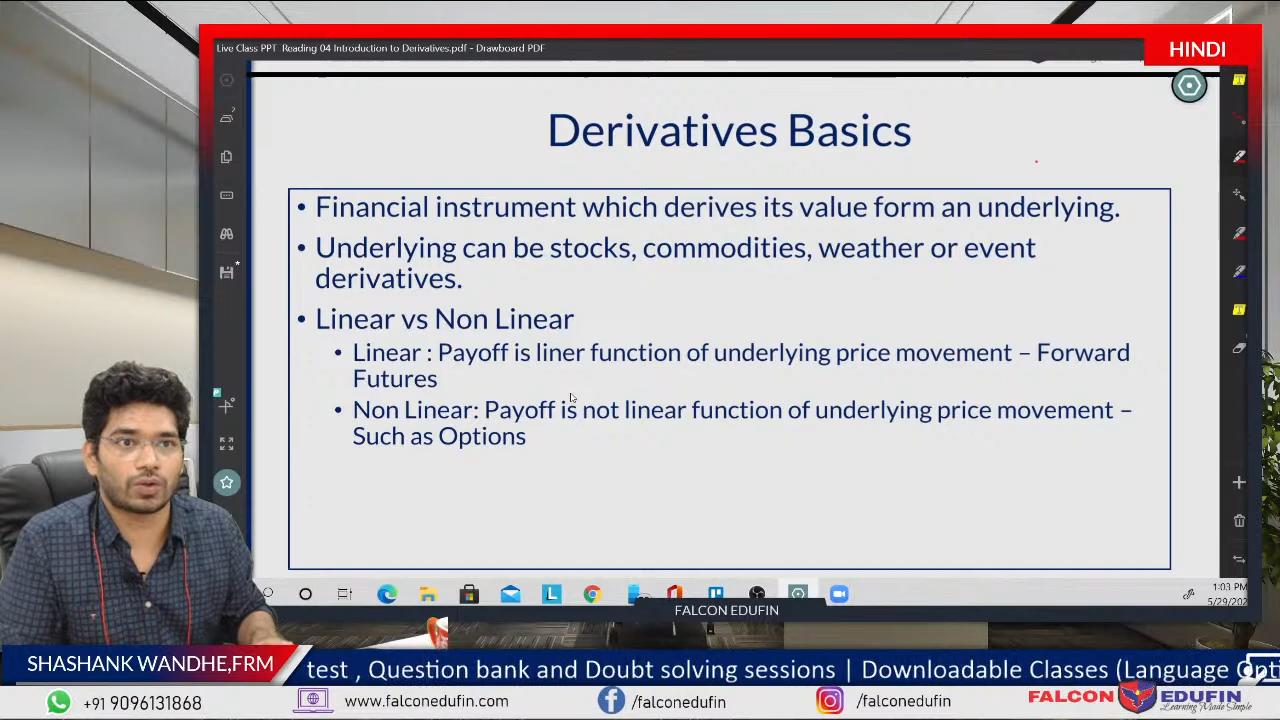 Live Class PPT Reading 04 Introduction to Derivatives.pdf - Drawboard PDF
HINDI
Derivatives Basics
• Financial instrument which derives its value form an underlying.
• Underlying can be stocks, commodities, weather or event
derivatives.
• Linear vs Non Linear
• Linear : Payoff is liner function of underlying price movement – Forward
Futures
• Non Linear: Payoff is not linear function of underlying price movement –
Such as Options
1:03 PM
5/29/202
FALCON EDUFIN
SHASHANK WANDHE,FRM
test , Question bank and Doubt solving sessions | Downloadable Classes (Language Opti
+91 9096131868
www.falconedufin.com
/falconedufin
/falconedufin
FALCON EDUFIN
Learning Made Simple